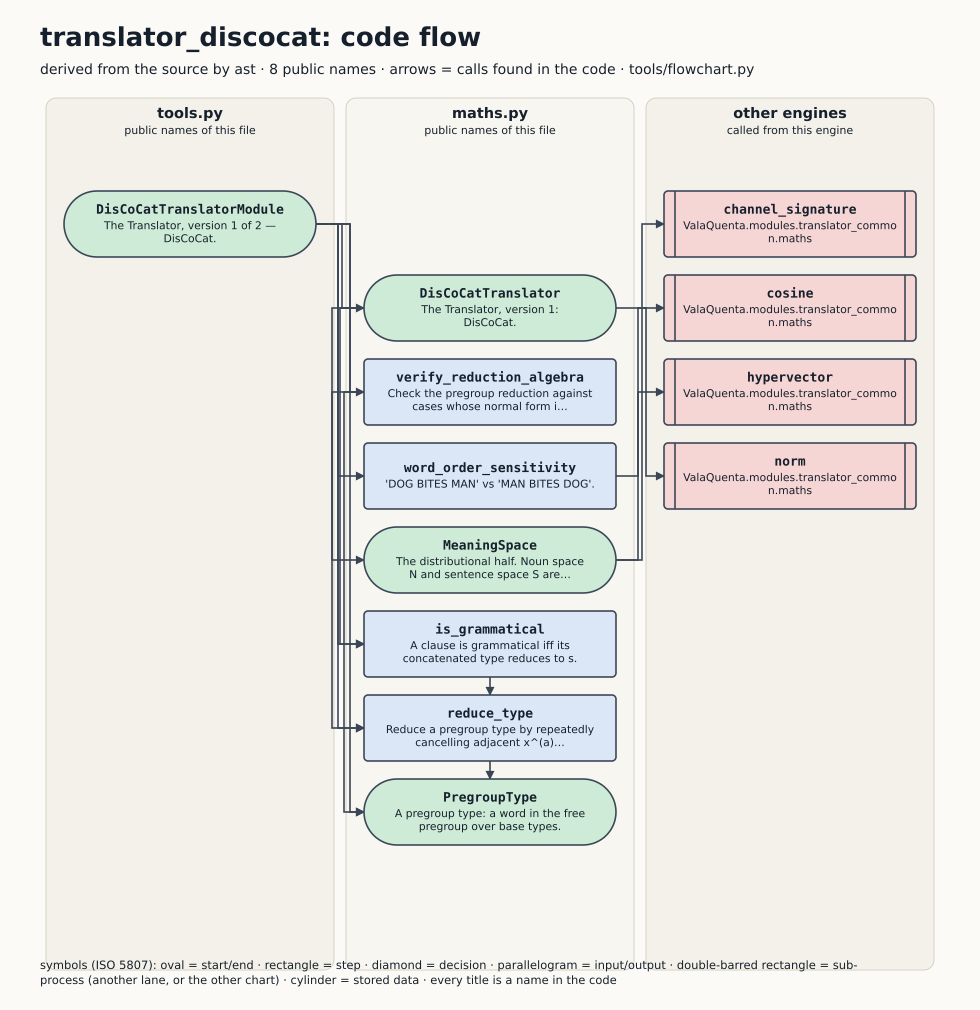 translator_discocat: code flow
derived from the source by ast · 8 public names · arrows = calls found in the code · tools/flowchart.py
tools.py
public names of this file
DisCoCatTranslatorModule
The Translator, version 1 of 2 —
DisCoCat.
maths.py
public names of this file
DisCoCatTranslator
The Translator, version 1:
DisCoCat.
verify_reduction_algebra
Check the pregroup reduction against
cases whose normal form i…
word_order_sensitivity
'DOG BITES MAN' vs 'MAN BITES DOG'.
MeaningSpace
The distributional half. Noun space
N and sentence space S are…
is_grammatical
A clause is grammatical iff its
concatenated type reduces to s.
reduce_type
Reduce a pregroup type by repeatedly
cancelling adjacent x^(a)…
PregroupType
A pregroup type: a word in the free
pregroup over base types.
other engines
called from this engine
channel_signature
ValaQuenta.modules.translator_commo
n.maths
cosine
ValaQuenta.modules.translator_commo
n.maths
hypervector
ValaQuenta.modules.translator_commo
n.maths
norm
ValaQuenta.modules.translator_commo
n.maths
symbols (ISO 5807): oval = start/end · rectangle = step · diamond = decision · parallelogram = input/output · double-barred rectangle = sub-
process (another lane, or the other chart) · cylinder = stored data · every title is a name in the code